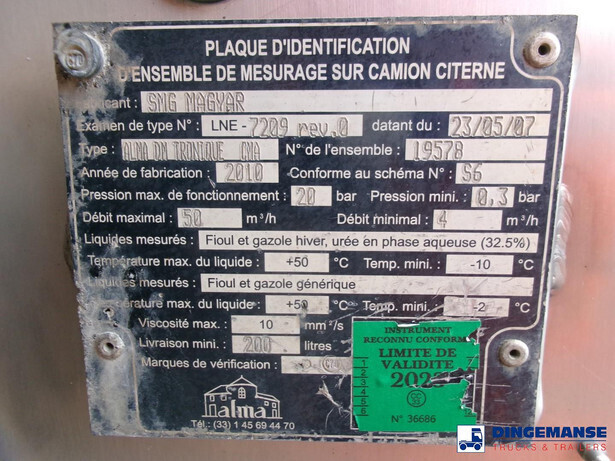 PLAQUE D'IDENTIFICATION
D'ENSEMBLE DE MESURAGE SUR CAMION CITERNE
Fabricant : SMG MAGYAR
Examen de type N° : LNE - 7209 rev.0 datant du : 23/05/07
Type : ALMA DN TRONIQUE CMA N° de l'ensemble : 19578
Année de fabrication : 2010 Conforme au schéma N° : S6
Pression max. de fonctionnement : 20 bar Pression mini. : 0,3 bar
Débit maximal : 50 m³/h Débit minimal : 4 m³/h
Liquides mesurés : Fioul et gazole hiver, urée en phase aqueuse (32.5%)
Température max. du liquide : +50 °C Temp. mini. : -10 °C
Liquides mesurés : Fioul et gazole générique
Température max. du liquide : +50 °C Temp. mini. : -2 °C
Viscosité max. : 10 mm²/s
Livraison mini. : 200 litres
Marques de vérification :
INSTRUMENT
RECONNU CONFORME
LIMITE DE
VALIDITE
N° 36686
alma
Tél : (33) 1 45 69 44 70
DINGEMANSE
TRUCKS & TRAILERS